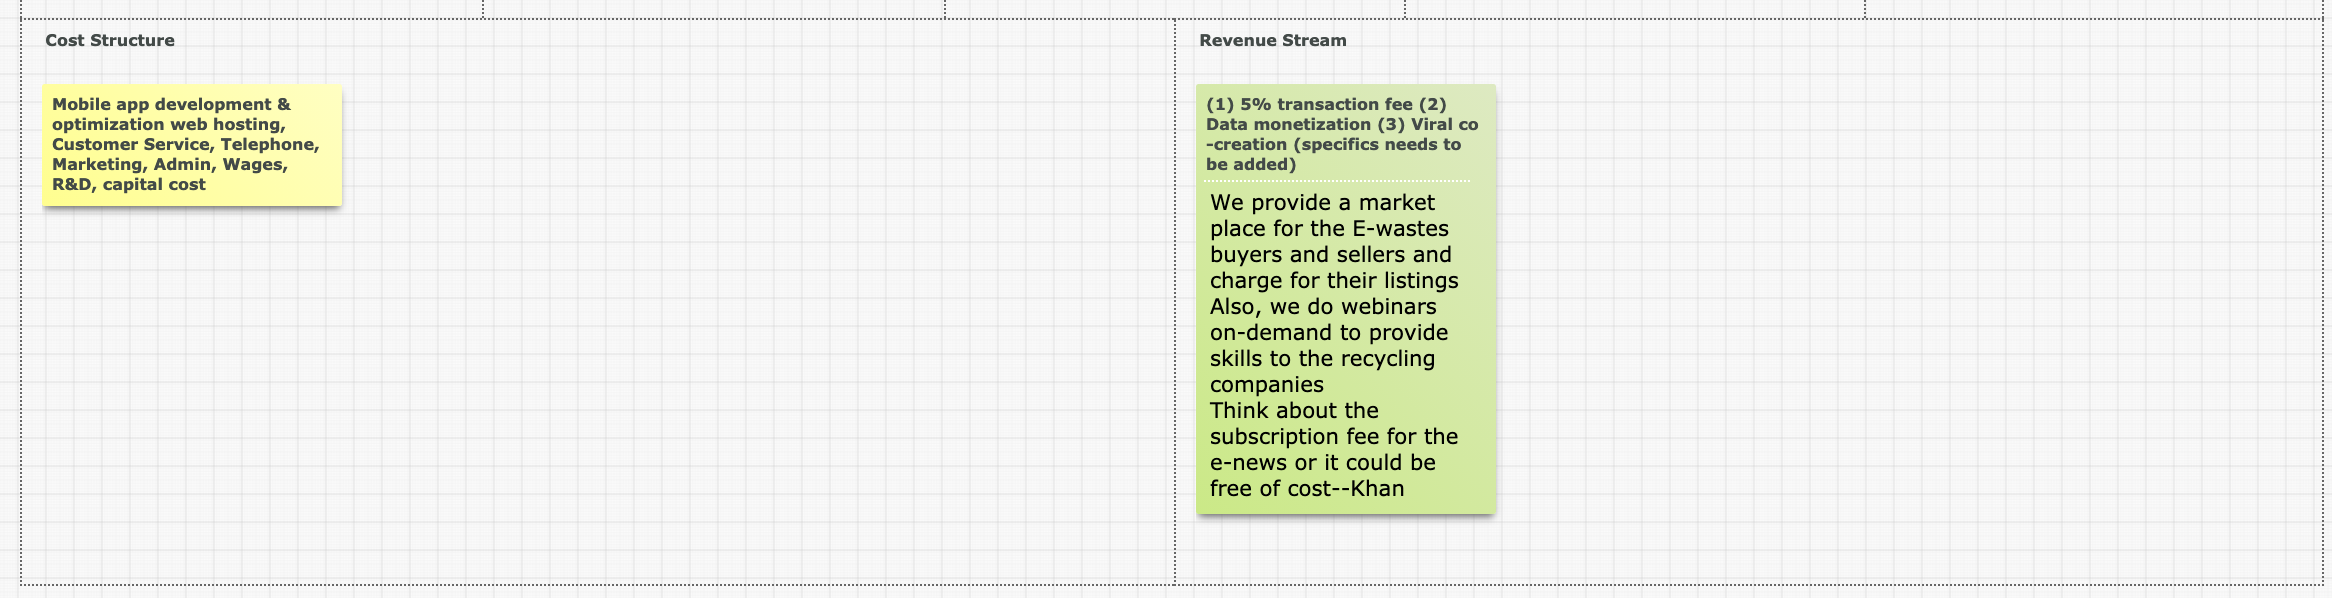 Cost Structure
Mobile app development &
optimization web hosting,
Customer Service, Telephone,
Marketing, Admin, Wages,
R&D, capital cost
Revenue Stream
(1) 5% transaction fee (2)
Data monetization (3) Viral co
-creation (specifics needs to
be added)
We provide a market
place for the E-wastes
buyers and sellers and
charge for their listings
Also, we do webinars
on-demand to provide
skills to the recycling
companies
Think about the
subscription fee for the
e-news or it could be
free of cost--Khan